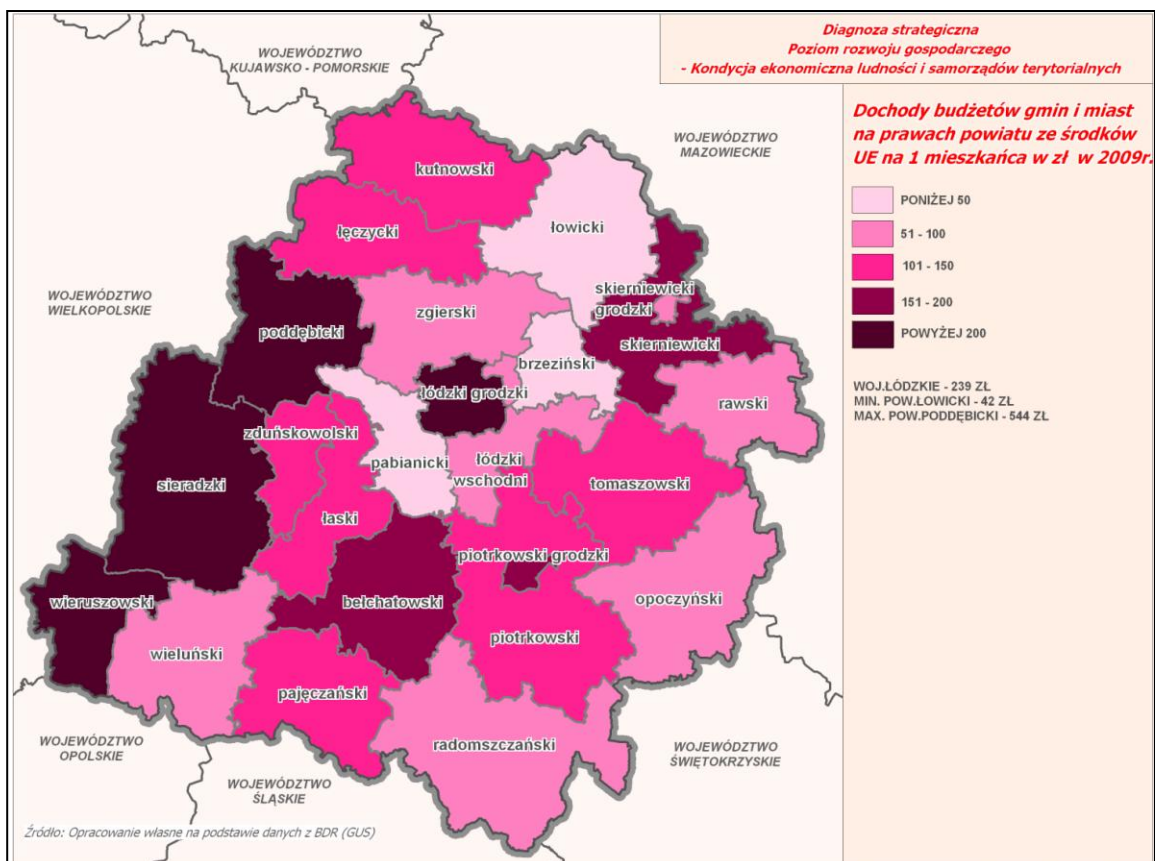 Diagnoza strategiczna
Poziom rozwoju gospodarczego
- Kondycja ekonomiczna ludności i samorządów terytorialnych
Dochody budżetów gmin i miast
na prawach powiatu ze środków
UE na 1 mieszkańca w zł w 2009r.
PONIŻEJ 50
51 - 100
101 - 150
151 - 200
POWYŻEJ 200
WOJ.ŁÓDZKIE - 239 ZŁ
MIN. POW.ŁOWICKI - 42 ZŁ
MAX. POW.PODDĘBICKI - 544 ZŁ
WOJEWÓDZTWO
KUJAWSKO - POMORSKIE
WOJEWÓDZTWO
MAZOWIECKIE
kutnowski
łęczycki
łowicki
WOJEWÓDZTWO
WIELKOPOLSKIE
skierniewicki
grodzki
zgierski
poddębicki
skierniewicki
brzeziński
łódzki grodzki
rawski
zduńskowolski
pabianicki
łódzki
wschodni
sieradzki
tomaszowski
łaski
piotrkowski grodzki
opoczyński
wieruszowski
bełchatowski
piotrkowski
wieluński
pajęczański
radomszczański
WOJEWÓDZTWO
OPOLSKIE
WOJEWÓDZTWO
ŚLĄSKIE
WOJEWÓDZTWO
ŚWIĘTOKRZYSKIE
Źródło: Opracowanie własne na podstawie danych z BDR (GUS)